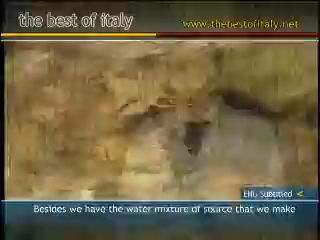 the best of italy
www.thebestofitaly.net
ENG Subtitled
Besides we have the water mixture of source that we make